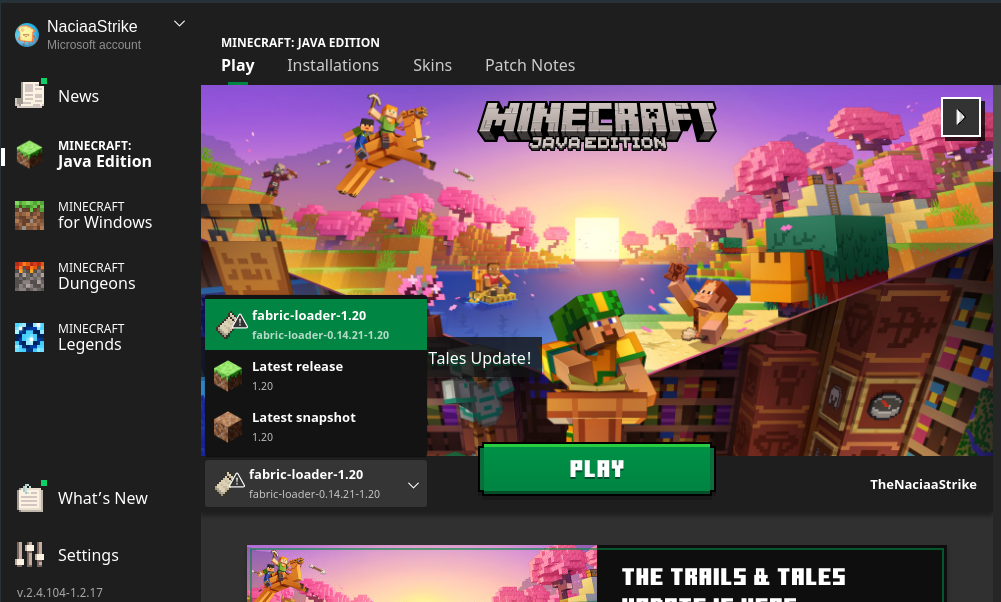 NaciaaStrike
Microsoft account
News
MINECRAFT:
Java Edition
MINECRAFT
for Windows
MINECRAFT
Dungeons
MINECRAFT
Legends
What's New
Settings
v.2.4.104-1.2.17
MINECRAFT: JAVA EDITION
Play Installations Skins Patch Notes
MINECRAFT
JAVA EDITION
Tales Update!
fabric-loader-1.20
fabric-loader-0.14.21-1.20
Latest release
1.20
Latest snapshot
1.20
fabric-loader-1.20
fabric-loader-0.14.21-1.20
PLAY
TheNaciaaStrike
THE TRAILS & TALES
UPDATE IS HERE